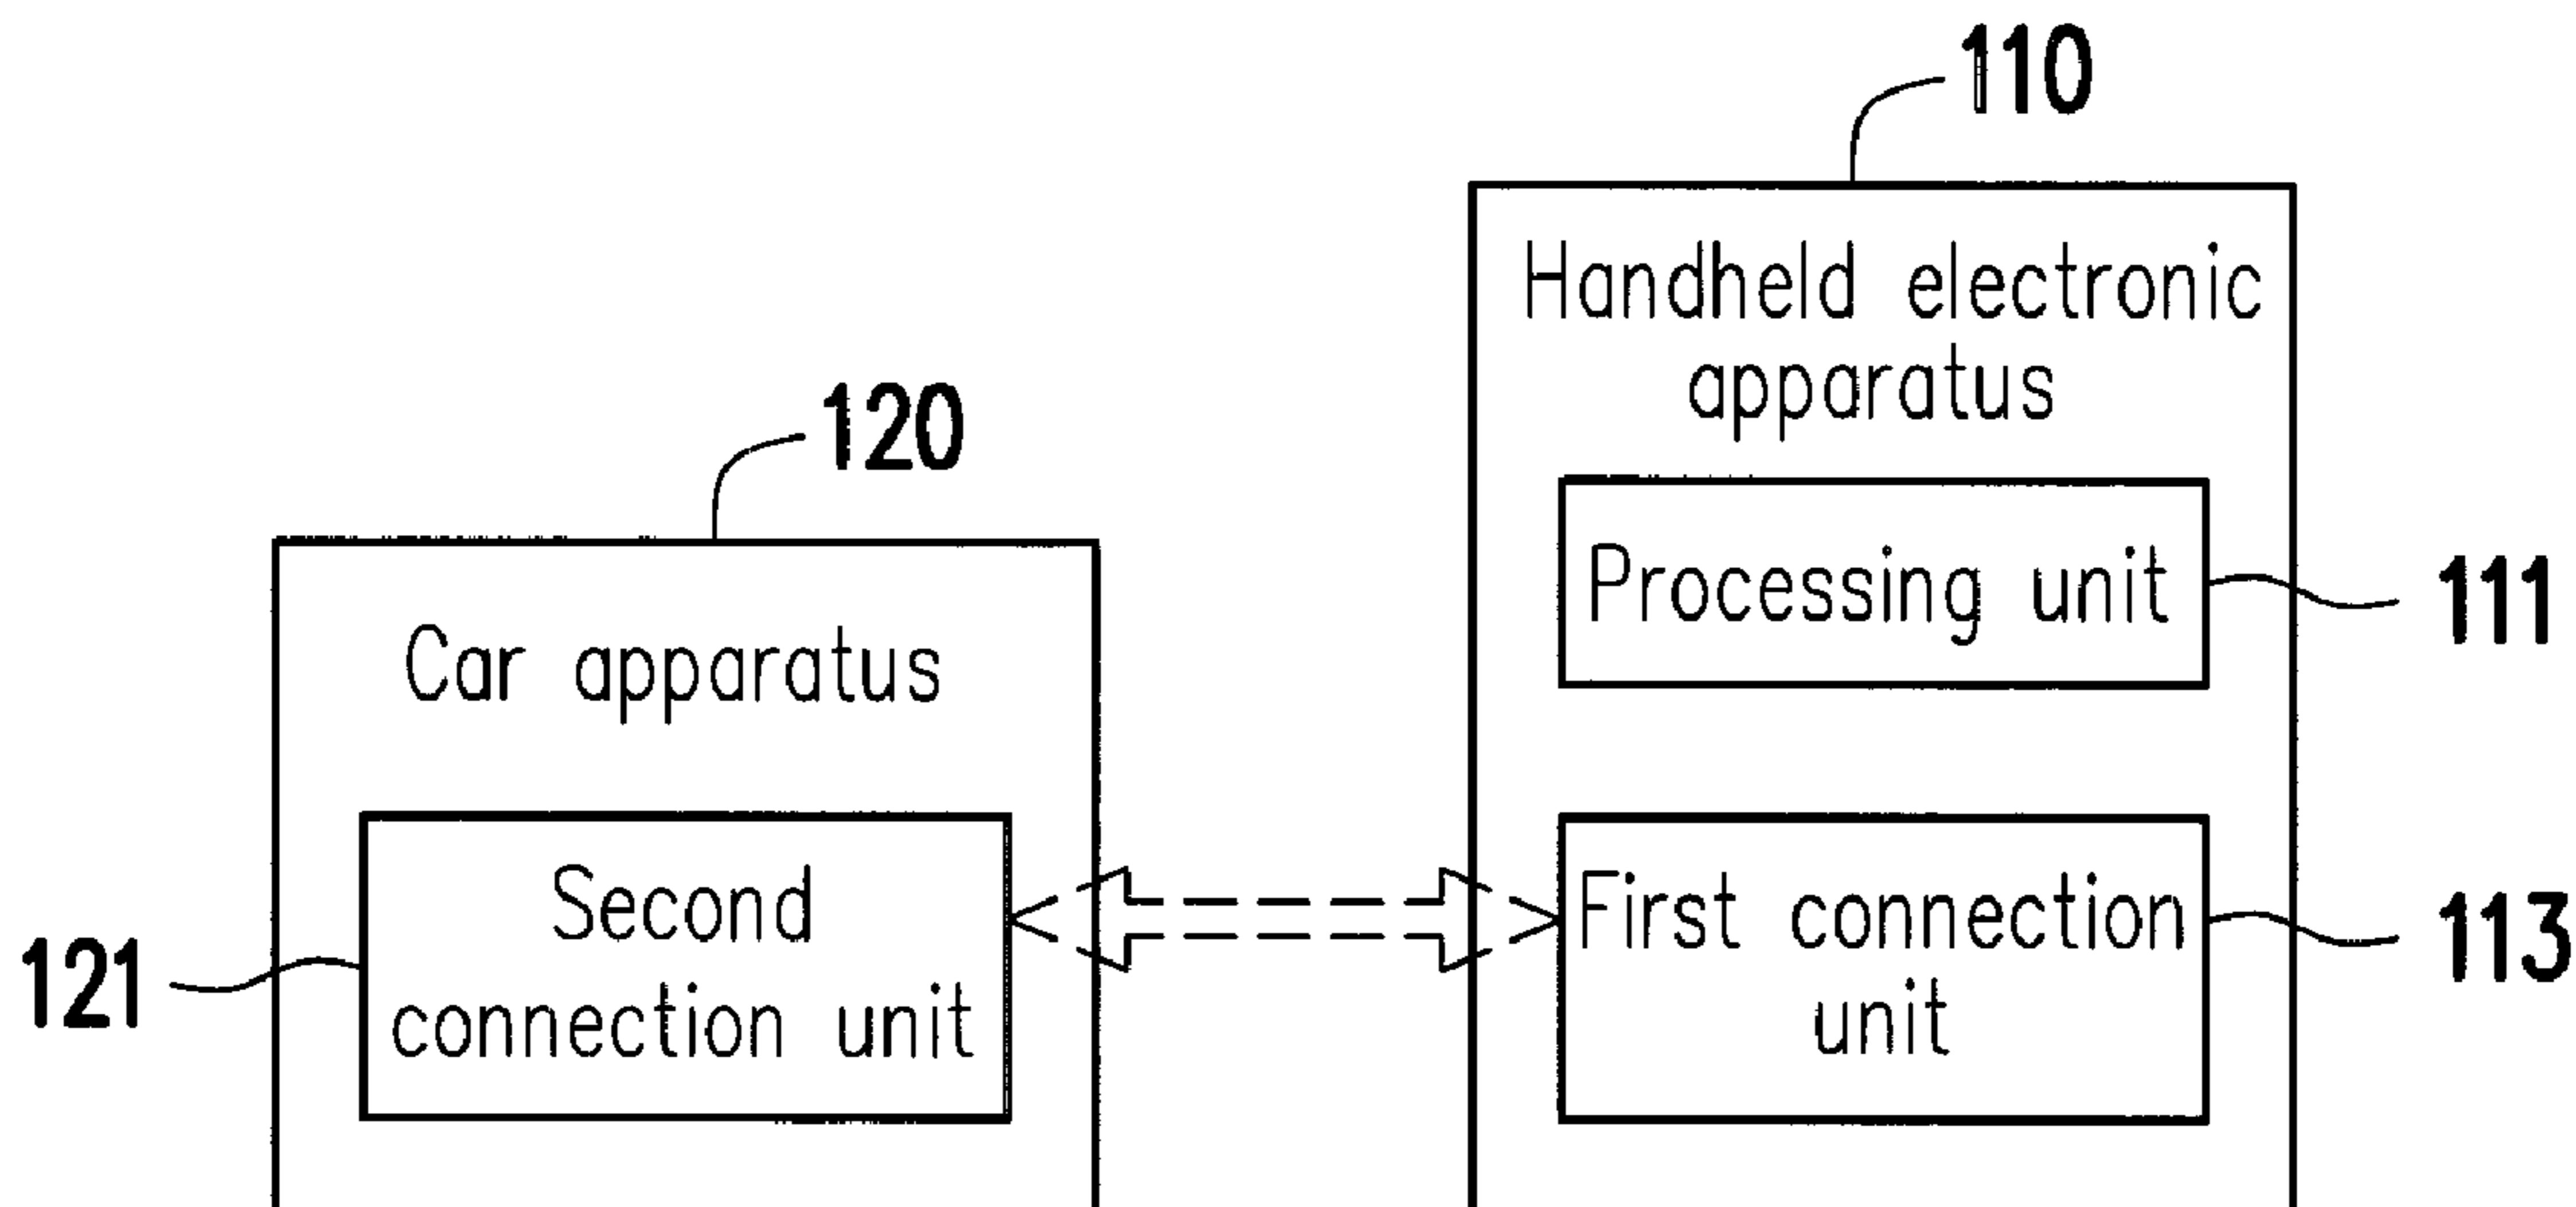 110
Handheld electronic
apparatus
120
Processing unit
111
Car apparatus
Second
connection unit
121
First connection
unit
113